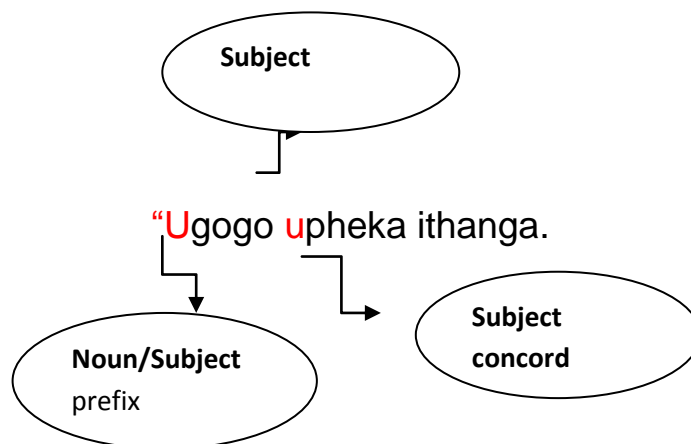 Subject
“Ugogo upheka ithanga.
Noun/Subject
prefix
Subject
concord